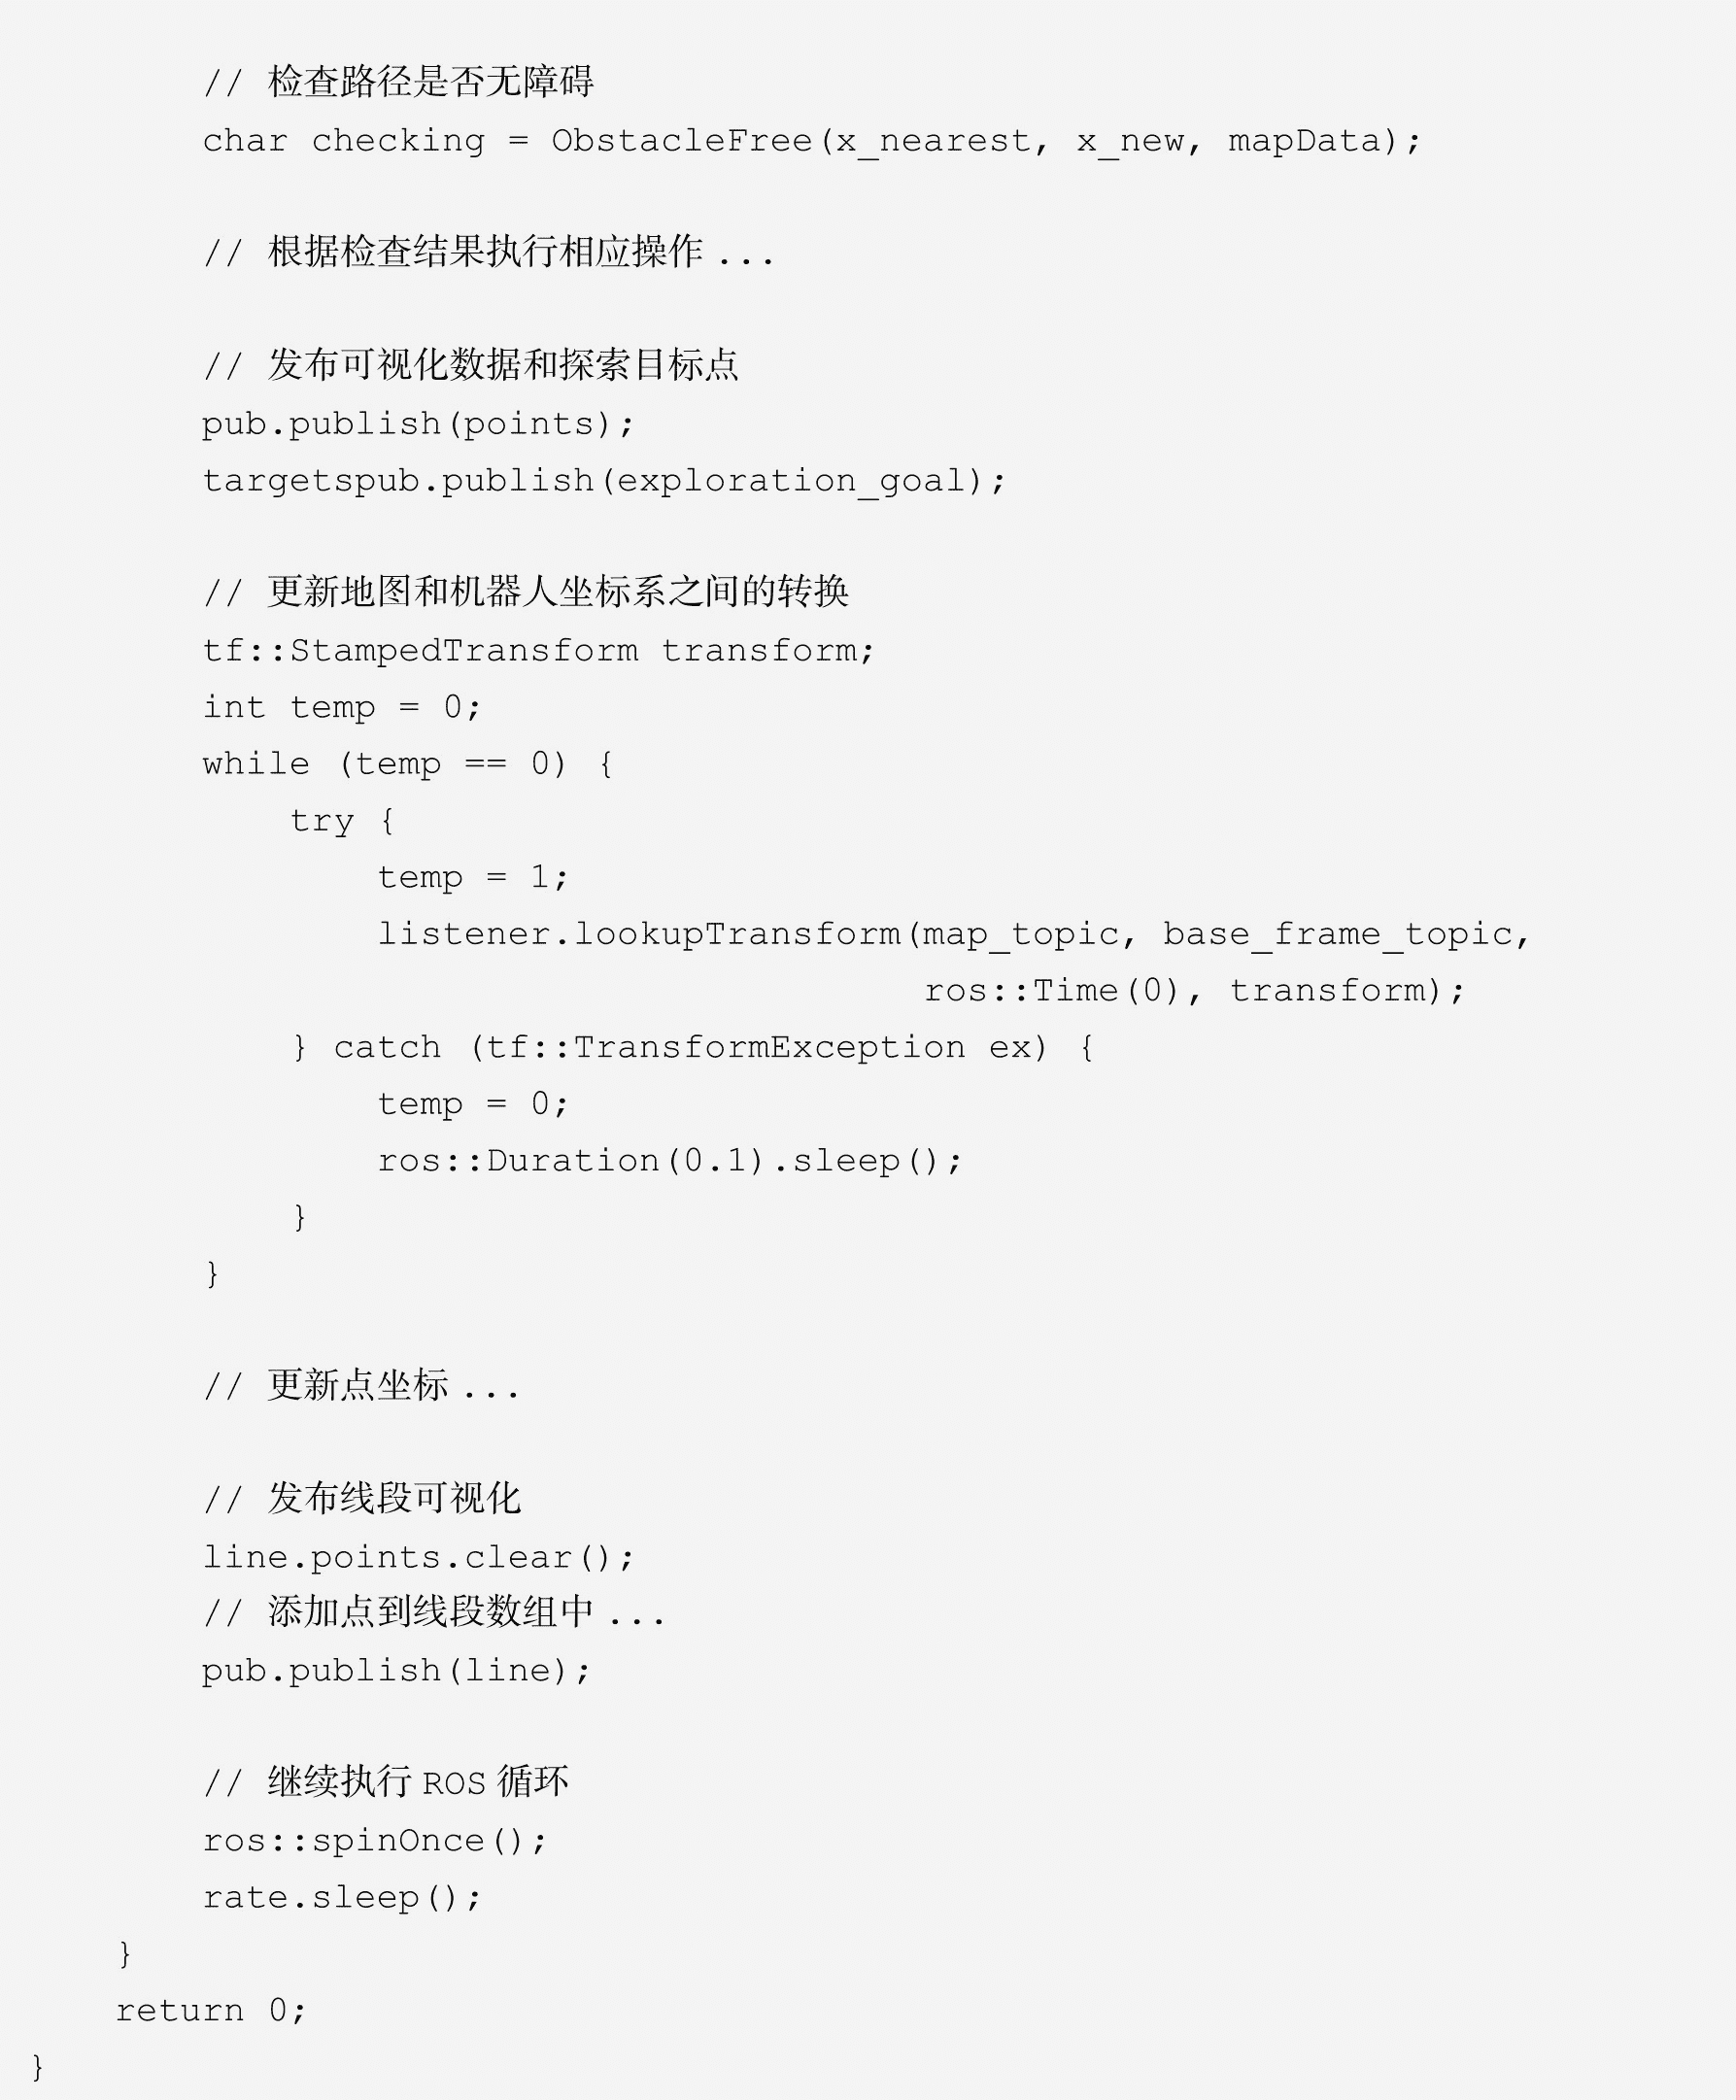 // 检查路径是否无障碍
char checking = ObstacleFree(x_nearest, x_new, mapData);
// 根据检查结果执行相应操作 ...
// 发布可视化数据和探索目标点
pub.publish(points);
targetspub.publish(exploration_goal);
// 更新地图和机器人坐标系之间的转换
tf::StampedTransform transform;
int temp = 0;
while (temp == 0) {
try {
temp = 1;
listener.lookupTransform(map_topic, base_frame_topic,
ros::Time(0), transform);
} catch (tf::TransformException ex) {
temp = 0;
ros::Duration(0.1).sleep();
}
}
// 更新点坐标 ...
// 发布线段可视化
line.points.clear();
// 添加点到线段数组中 ...
pub.publish(line);
// 继续执行 ROS 循环
ros::spinOnce();
rate.sleep();
}
return 0;
}